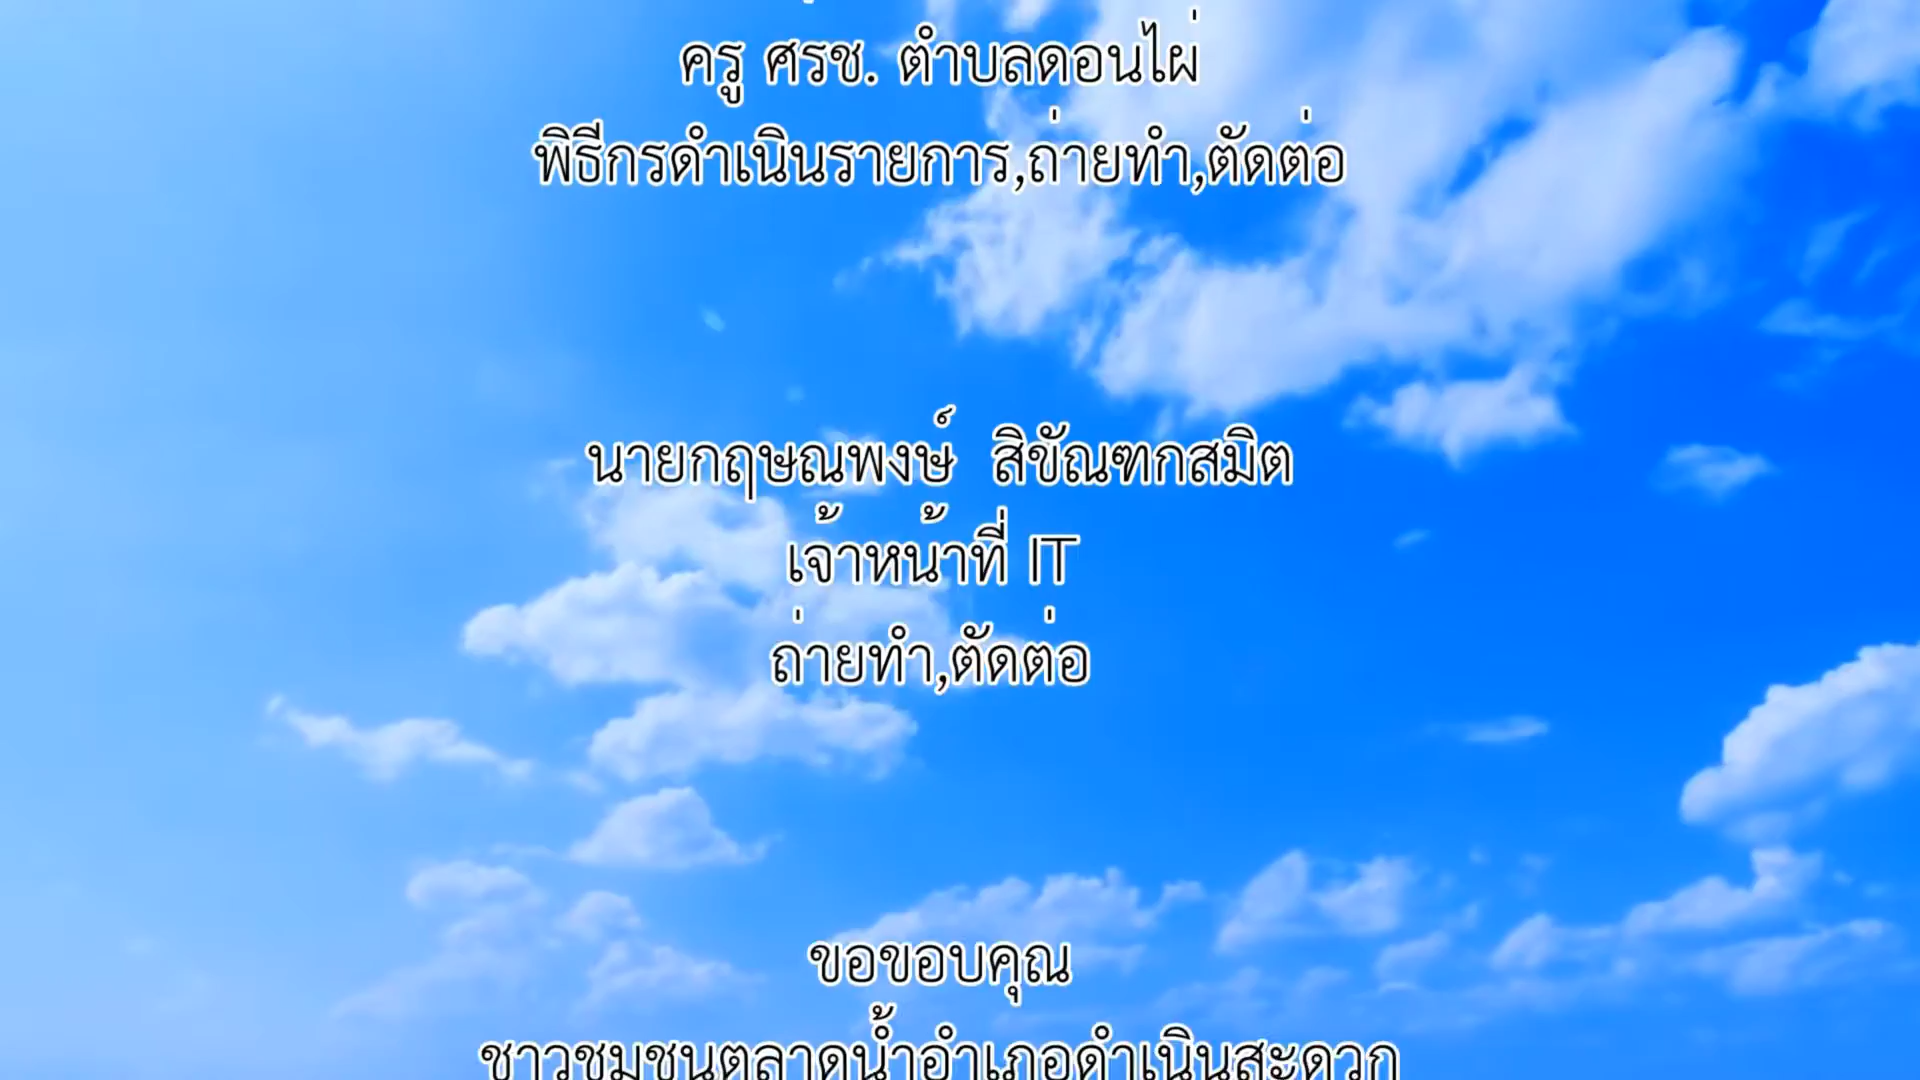 ครู ศรช. ตำบลดอนไผ่
พิธีกรดำเนินรายการ,ถ่ายทำ,ตัดต่อ
นายกฤษณพงษ์ สิขัณฑกสมิต
เจ้าหน้าที่ IT
ถ่ายทำ,ตัดต่อ
ขอขอบคุณ
ชาวชุมชนตลาดน้ำอำเภอดำเนินสะดวก